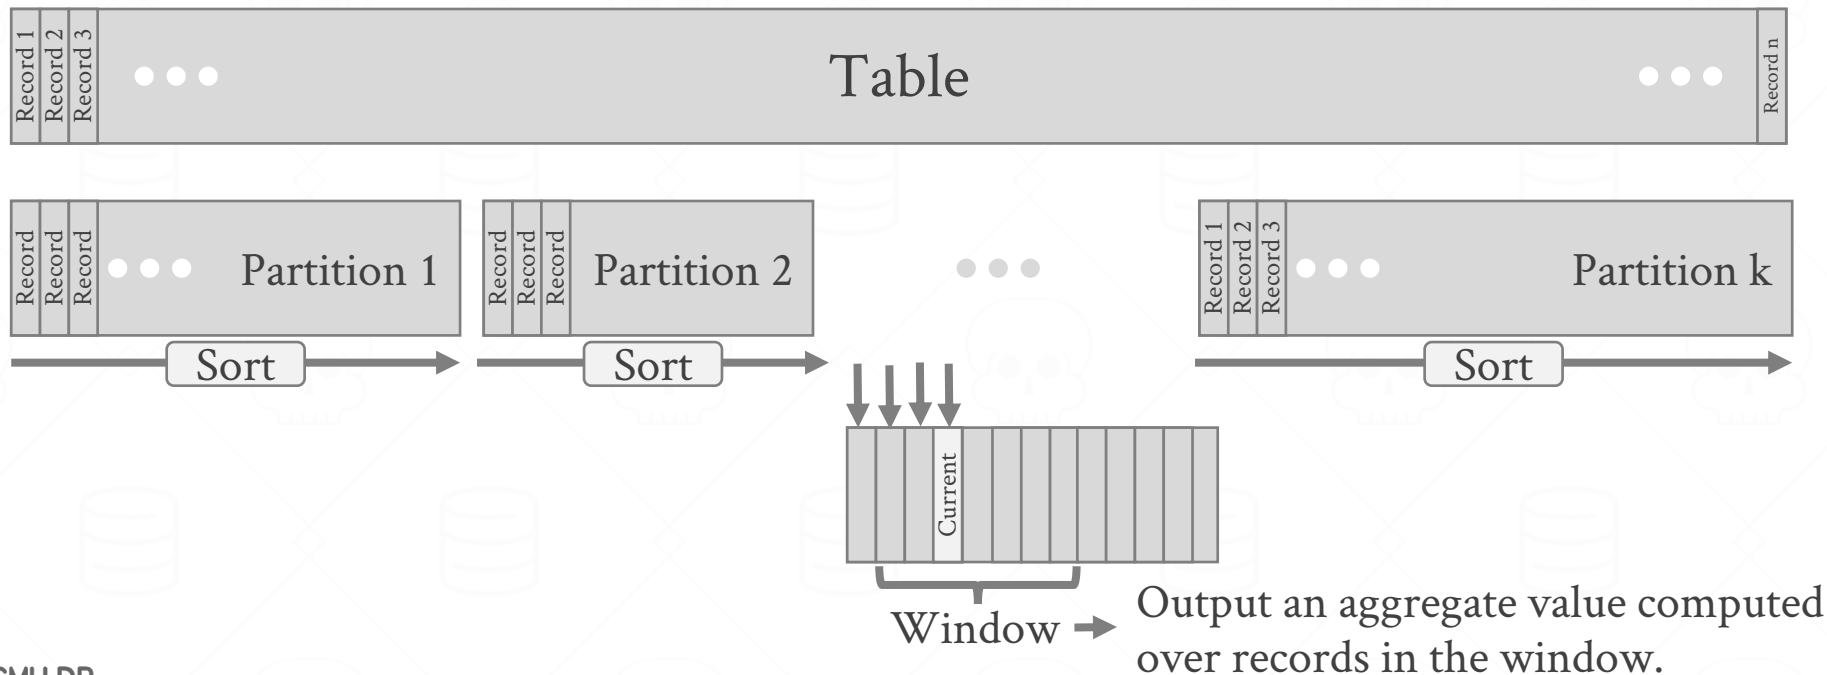 Record 1
Record 2
Record 3
Table
Record n
Record
Record
Record
Partition 1
Record
Record
Record
Partition 2
Record 1
Record 2
Record 3
Partition k
Sort
Sort
Sort
Current
Window
Output an aggregate value computed
over records in the window.